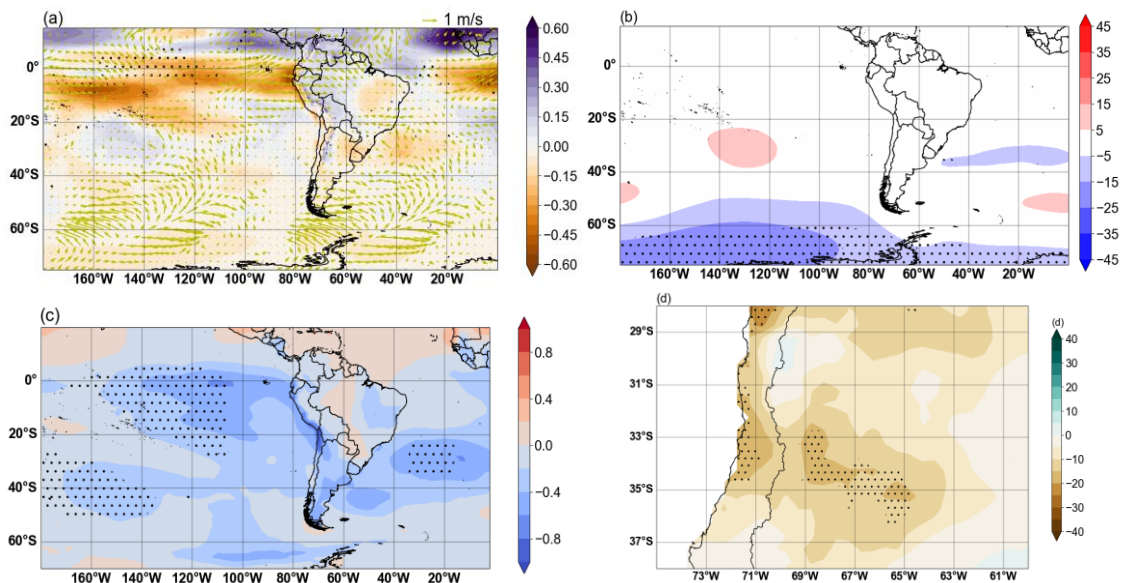 (a)
1 m/s
0°
20°S
40°S
60°S
160°W 140°W 120°W 100°W 80°W 60°W 40°W 20°W
0.60
0.45
0.30
0.15
0.00
−0.15
−0.30
−0.45
−0.60
(b)
0°
20°S
40°S
60°S
160°W 140°W 120°W 100°W 80°W 60°W 40°W 20°W
45
35
25
15
5
−5
−15
−25
−35
−45
(c)
0°
20°S
40°S
60°S
160°W 140°W 120°W 100°W 80°W 60°W 40°W 20°W
0.8
0.4
0.0
−0.4
−0.8
(d)
29°S
31°S
33°S
35°S
37°S
73°W 71°W 69°W 67°W 65°W 63°W 61°W
(d)
40
30
20
10
0
−10
−20
−30
−40